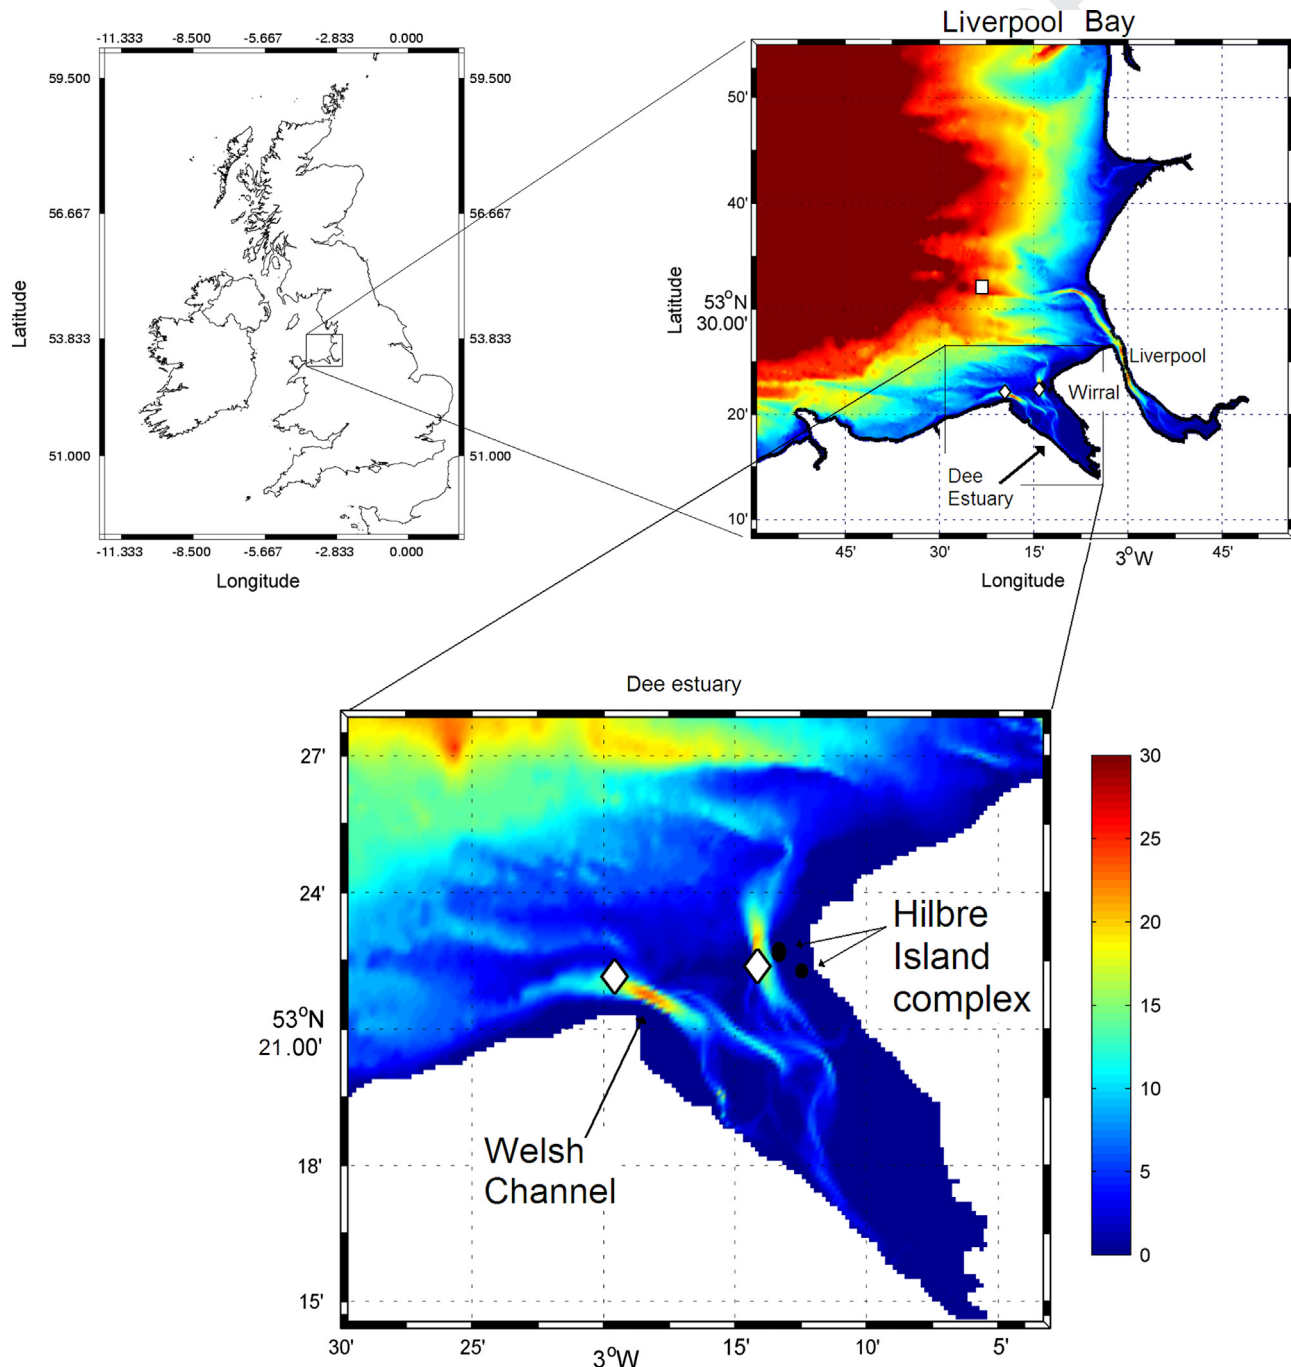 Liverpool Bay
-11.333 -8.500 -5.667 -2.833 0.000
59.500 59.500
56.667 56.667
53.833 53.833
51.000 51.000
Latitude
-11.333 -8.500 -5.667 -2.833 0.000
Longitude
50'
40'
Latitude
53°N
30.00'
20'
10'
Liverpool
Wirral
Dee
Estuary
45' 30' 15' 3°W 45'
Longitude
Dee estuary
27'
24'
53°N
21.00'
18'
15'
Hilbre
Island
complex
Welsh
Channel
30' 25' 3°W 15' 10' 5'
30
25
20
15
10
5
0